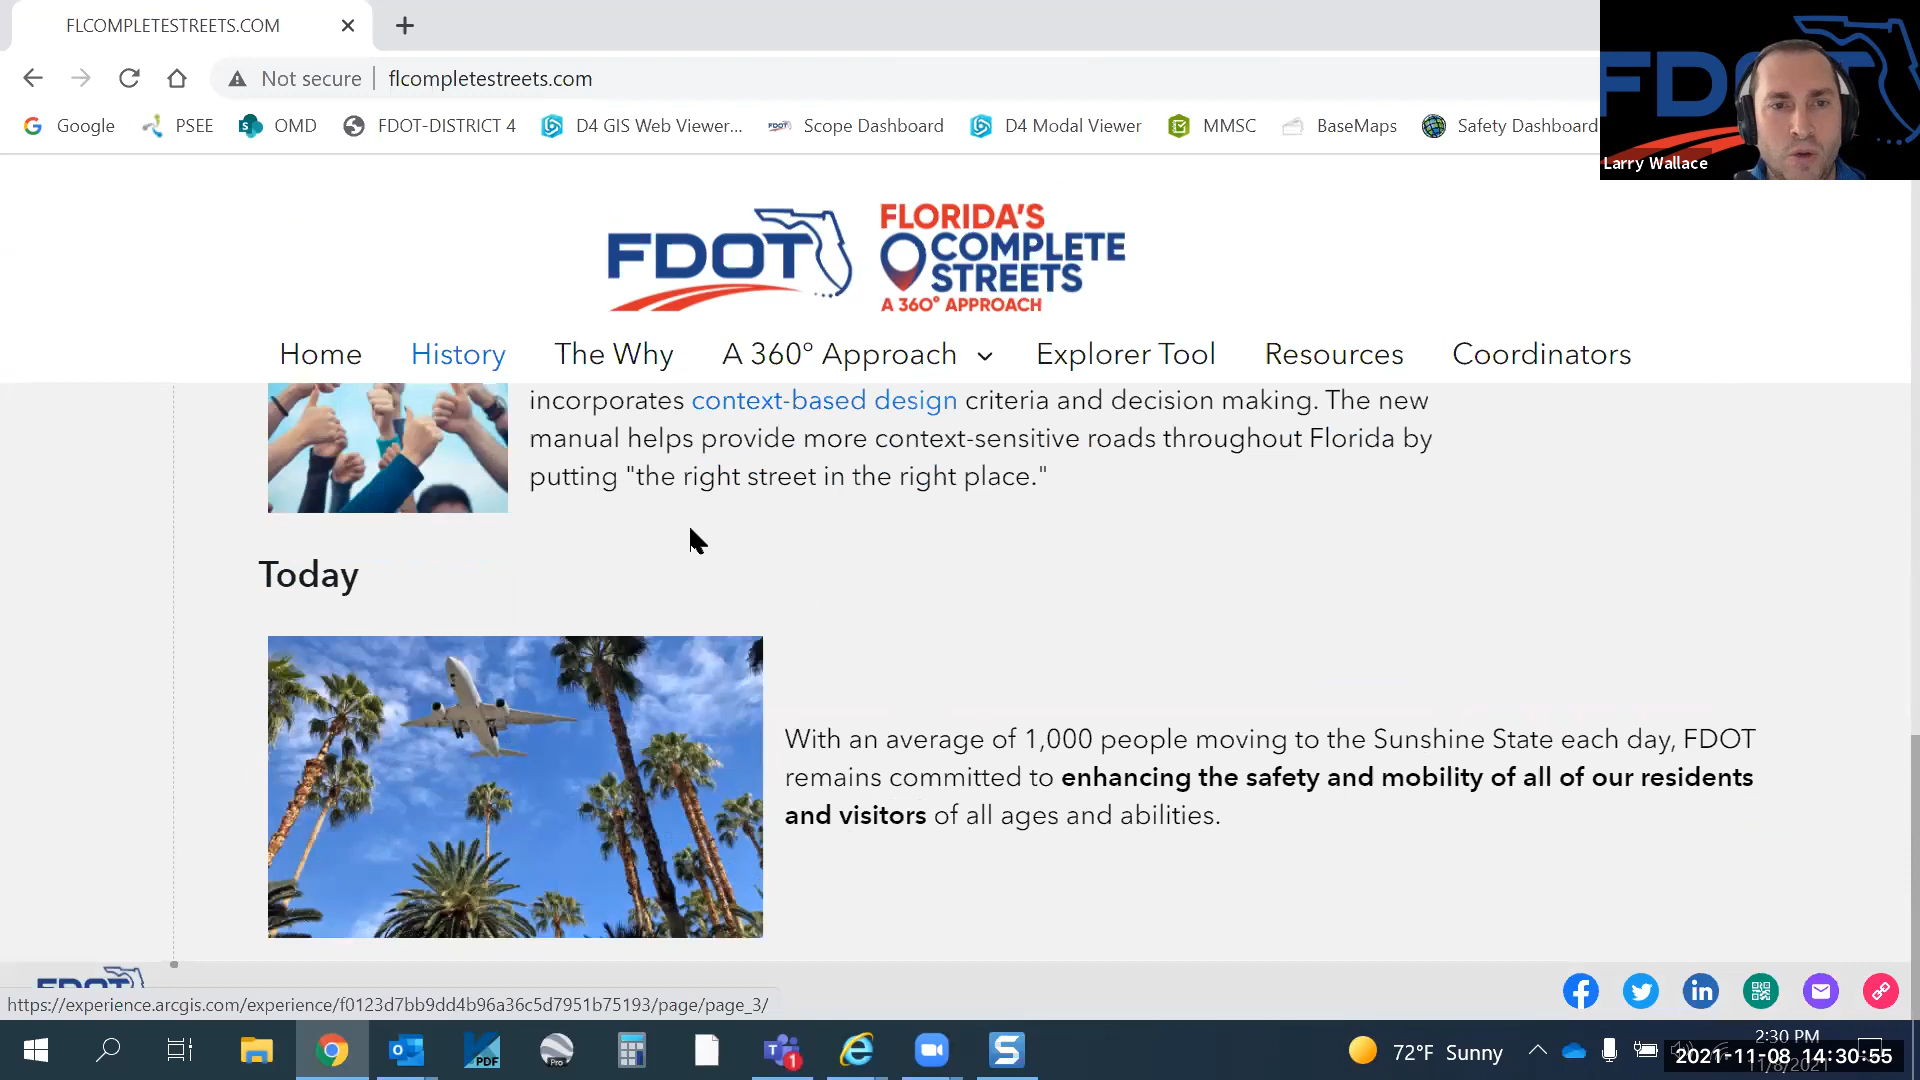 FLCOMPLETESTREETS.COM
Not secure
flcompletestreets.com
Google
PSEE
OMD
FDOT-DISTRICT 4
D4 GIS Web Viewer...
Scope Dashboard
D4 Modal Viewer
MMSC
BaseMaps
Safety Dashboard
Larry Wallace
FDOT
FLORIDA'S
COMPLETE
STREETS
A 360° APPROACH
Home
History
The Why
A 360° Approach
Explorer Tool
Resources
Coordinators
incorporates context-based design criteria and decision making. The new
manual helps provide more context-sensitive roads throughout Florida by
putting "the right street in the right place."
Today
With an average of 1,000 people moving to the Sunshine State each day, FDOT
remains committed to enhancing the safety and mobility of all of our residents
and visitors of all ages and abilities.
FDOT
https://experience.arcgis.com/experience/f0123d7bb9dd4b96a36c5d7951b75193/page/page_3/
72°F Sunny
2:30 PM
2021-11-08 14:30:55
11/8/2021